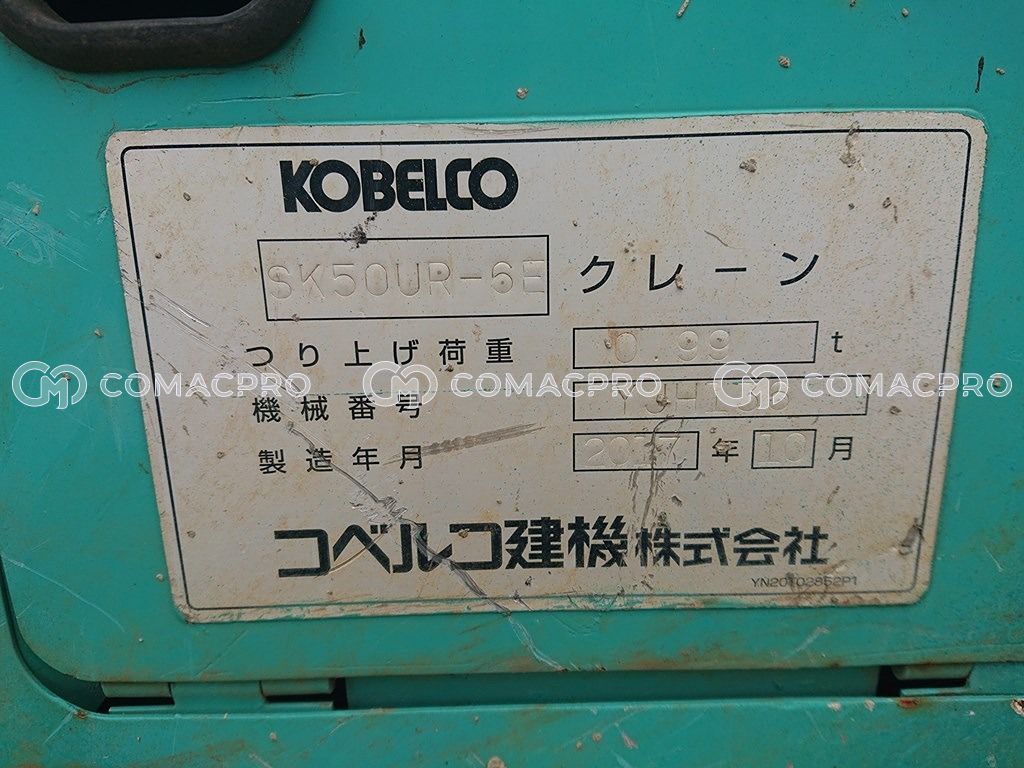 KOBELCO
SK50UR-6E クレーン
つり上げ荷重 0.99 t
COMACPRO COMACPRO COMACPRO
機械番号
製造年月 2017 年 10 月
コベルコ建機株式会社
YN20T02852P1